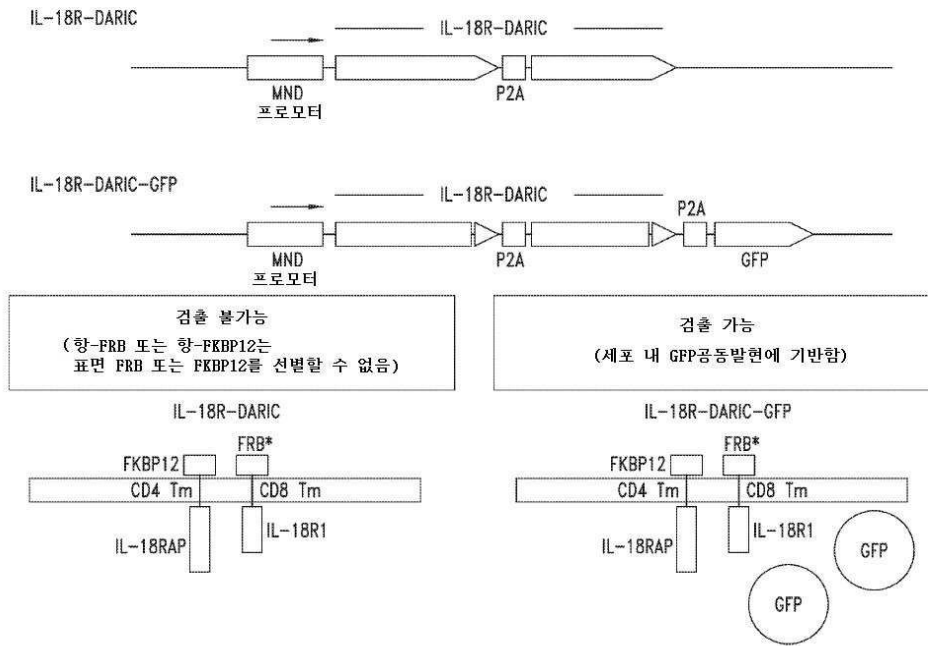 IL-18R-DARIC
IL-18R-DARIC
MND
프로모터
P2A
IL-18R-DARIC-GFP
IL-18R-DARIC
P2A
MND
프로모터
P2A
GFP
검출 불가능
(항-FRB 또는 항-FKBP12는
표면 FRB 또는 FKBP12를 선별할 수 없음)
검출 가능
(세포 내 GFP공동발현에 기반함)
IL-18R-DARIC
FRB*
FKBP12
CD4 Tm
CD8 Tm
IL-18R1
IL-18RAP
IL-18R-DARIC-GFP
FRB*
FKBP12
CD4 Tm
CD8 Tm
IL-18R1
IL-18RAP
GFP
GFP